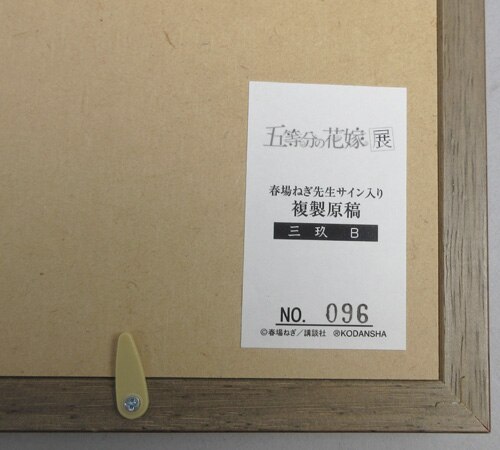 五等分の花嫁 展
春場ねぎ先生サイン入り
複製原稿
三玖 B
NO. 096
©春場ねぎ／講談社 ®KODANSHA